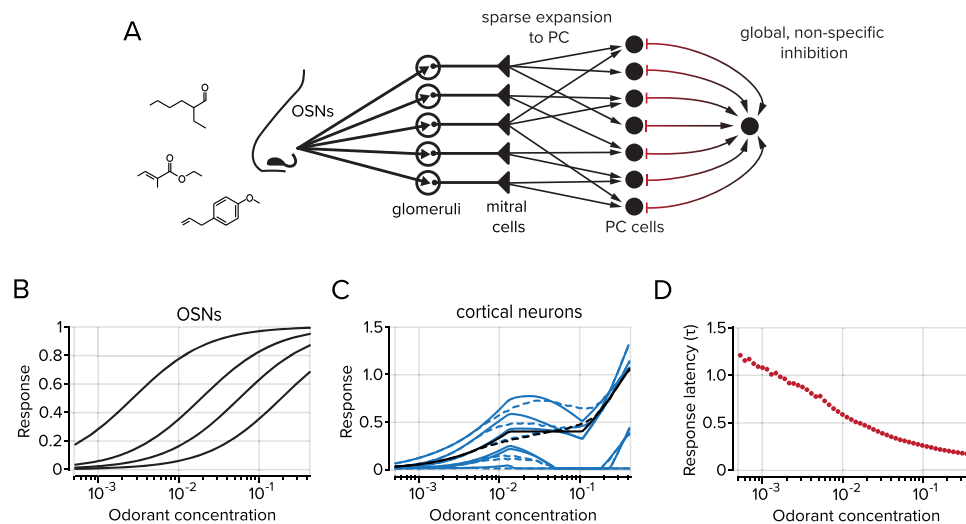 A
sparse expansion
to PC
global, non-specific
inhibition
OSNs
O
O
O
O
glomeruli
mitral
cells
PC cells
B
OSNs
Response
1
0.8
0.6
0.4
0.2
0
10⁻³
10⁻²
10⁻¹
Odorant concentration
C
cortical neurons
Response
1.5
1.0
0.5
0
10⁻³
10⁻²
10⁻¹
Odorant concentration
D
Response latency (τ)
1.5
1.0
0.5
0
10⁻³
10⁻²
10⁻¹
Odorant concentration